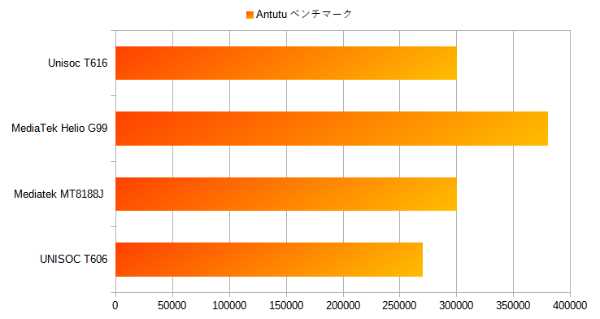 Antutu ベンチマーク
Unisoc T616
MediaTek Helio G99
Mediatek MT8188J
UNISOC T606
0 50000 100000 150000 200000 250000 300000 350000 400000